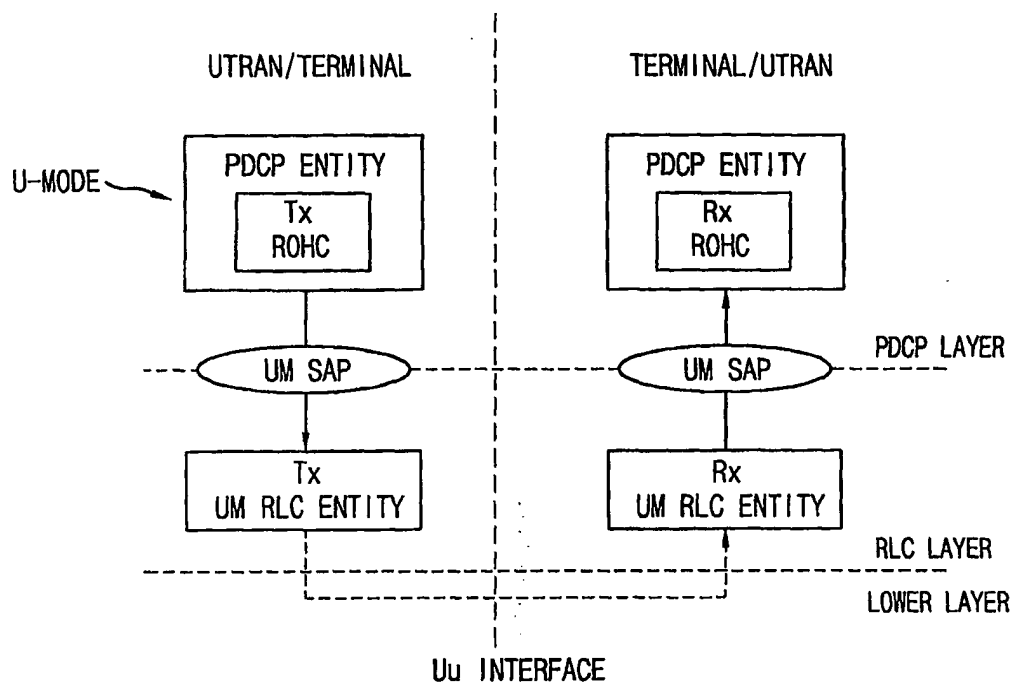 UTRAN/TERMINAL
TERMINAL/UTRAN
U-MODE
PDCP ENTITY
Tx
ROHC
PDCP ENTITY
Rx
ROHC
UM SAP
UM SAP
PDCP LAYER
Tx
UM RLC ENTITY
Rx
UM RLC ENTITY
RLC LAYER
LOWER LAYER
Uu INTERFACE